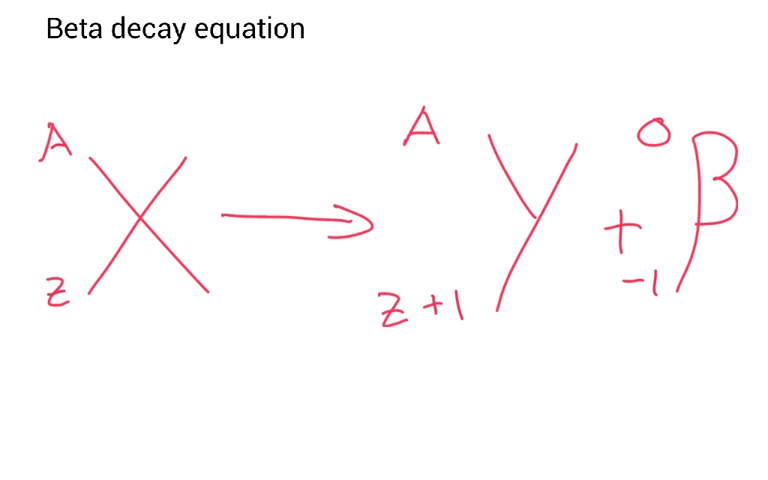 Beta decay equation
A X Z → A Y Z+1 + 0 β -1